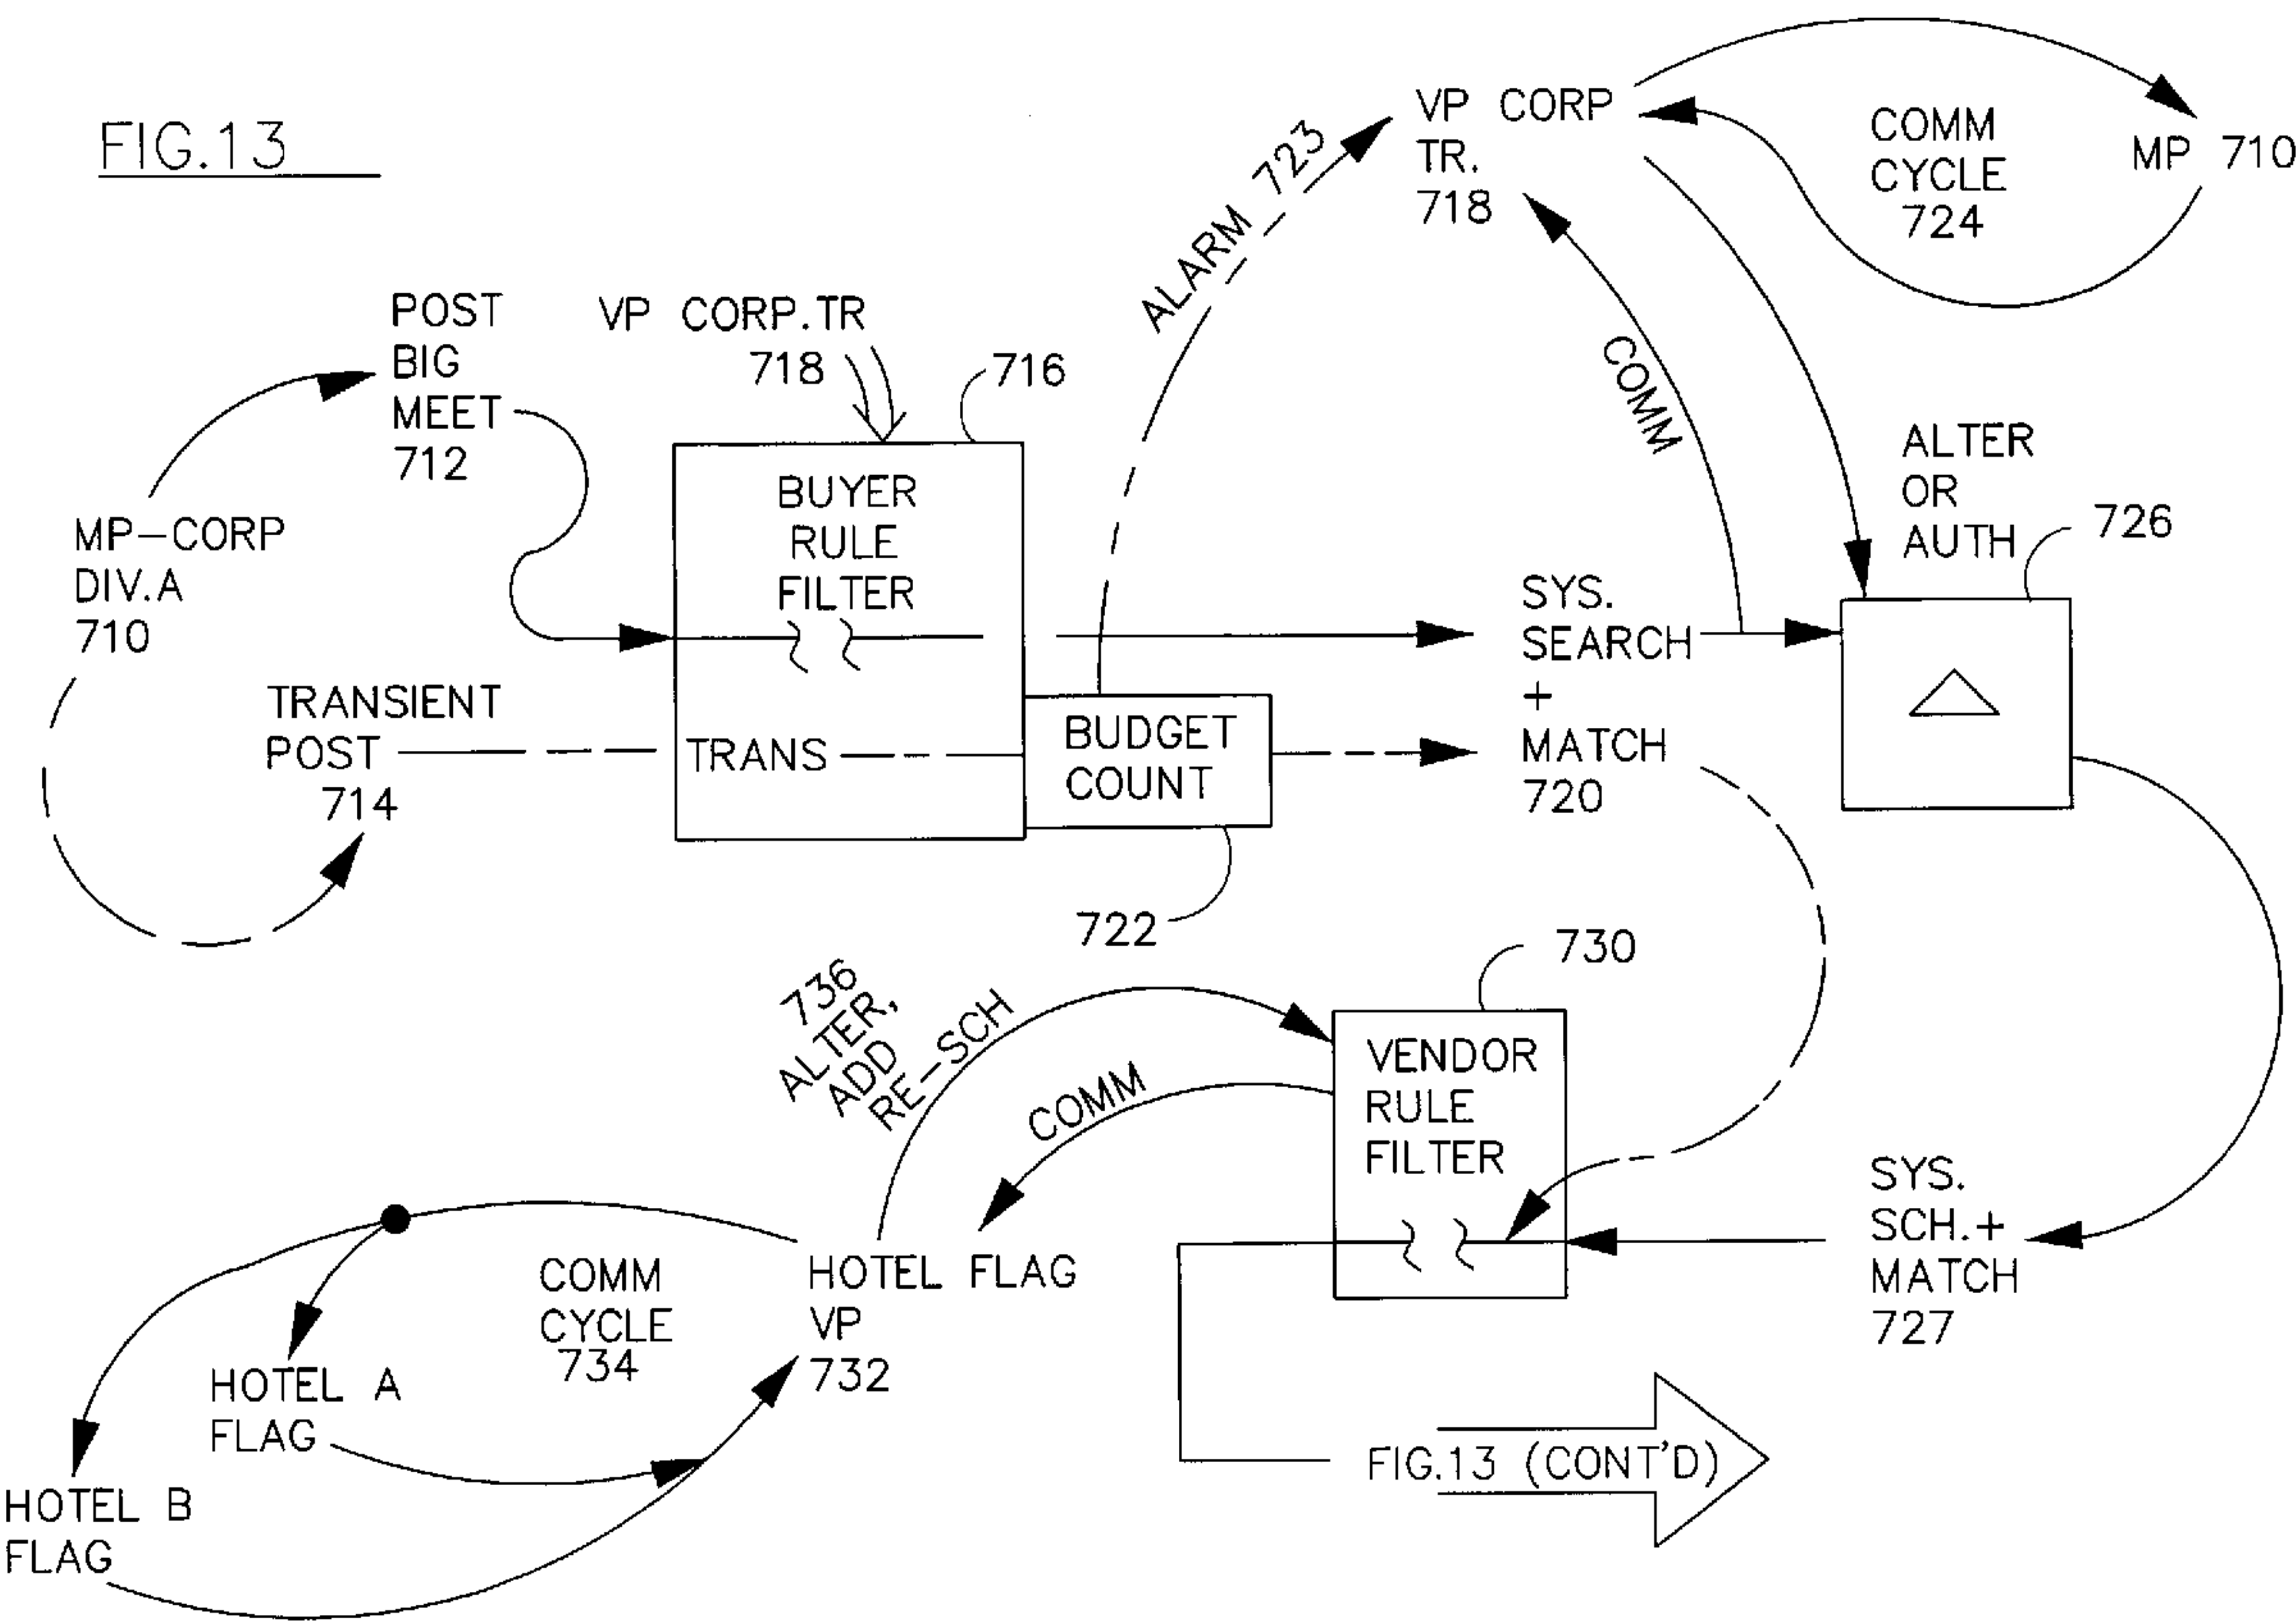 FIG.13
VP CORP
TR.
718
COMM
CYCLE
724
MP 710
ALARM 723
POST
BIG
MEET
712
VP CORP.TR
718
716
COMM
ALTER
OR
AUTH
726
MP-CORP
DIV.A
710
BUYER
RULE
FILTER
TRANSIENT
POST
714
TRANS
BUDGET
COUNT
722
SYS.
SEARCH
+
MATCH
720
730
736
ALTER,
ADD
RE-SCH
COMM
VENDOR
RULE
FILTER
SYS.
SCH.+
MATCH
727
COMM
CYCLE
734
HOTEL FLAG
VP
732
HOTEL A
FLAG
HOTEL B
FLAG
FIG.13 (CONT'D)